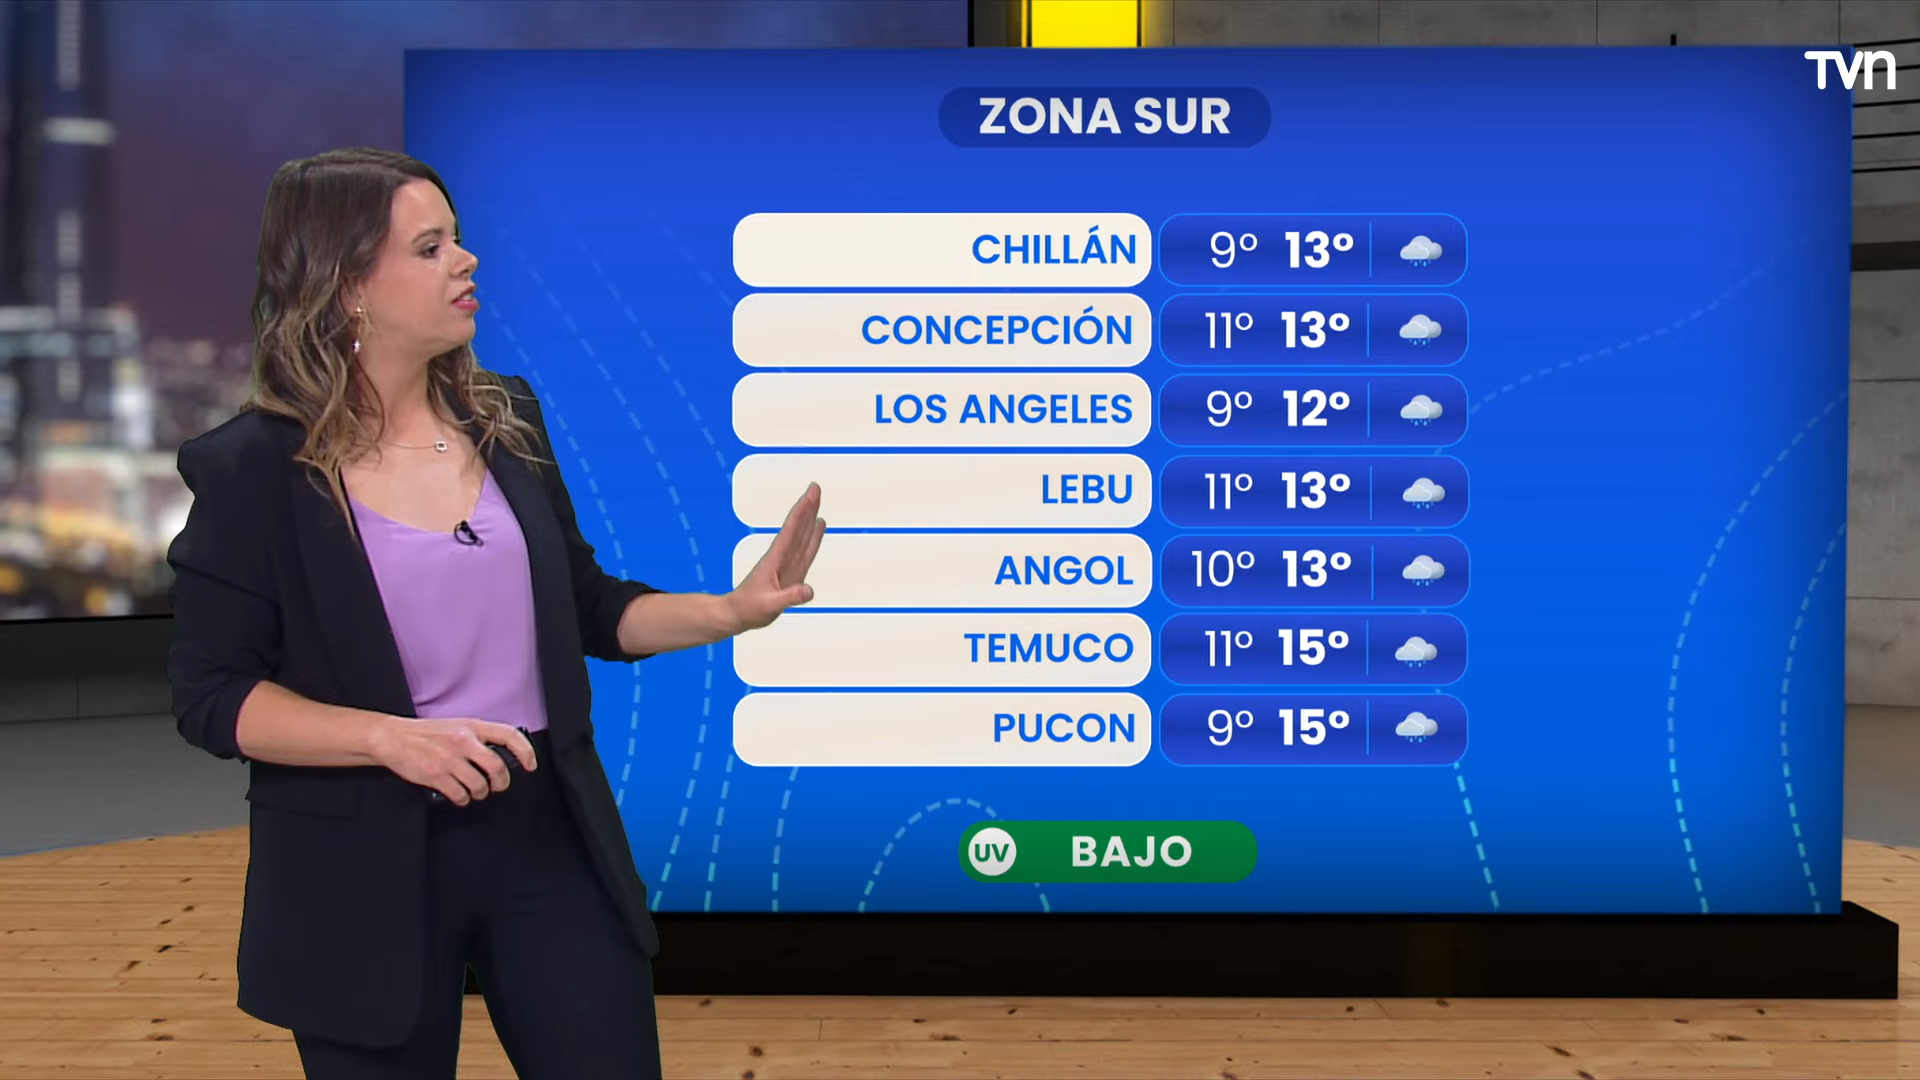 TVN
ZONA SUR
CHILLÁN 9° 13°
CONCEPCIÓN 11° 13°
LOS ANGELES 9° 12°
LEBU 11° 13°
ANGOL 10° 13°
TEMUCO 11° 15°
PUCON 9° 15°
UV BAJO